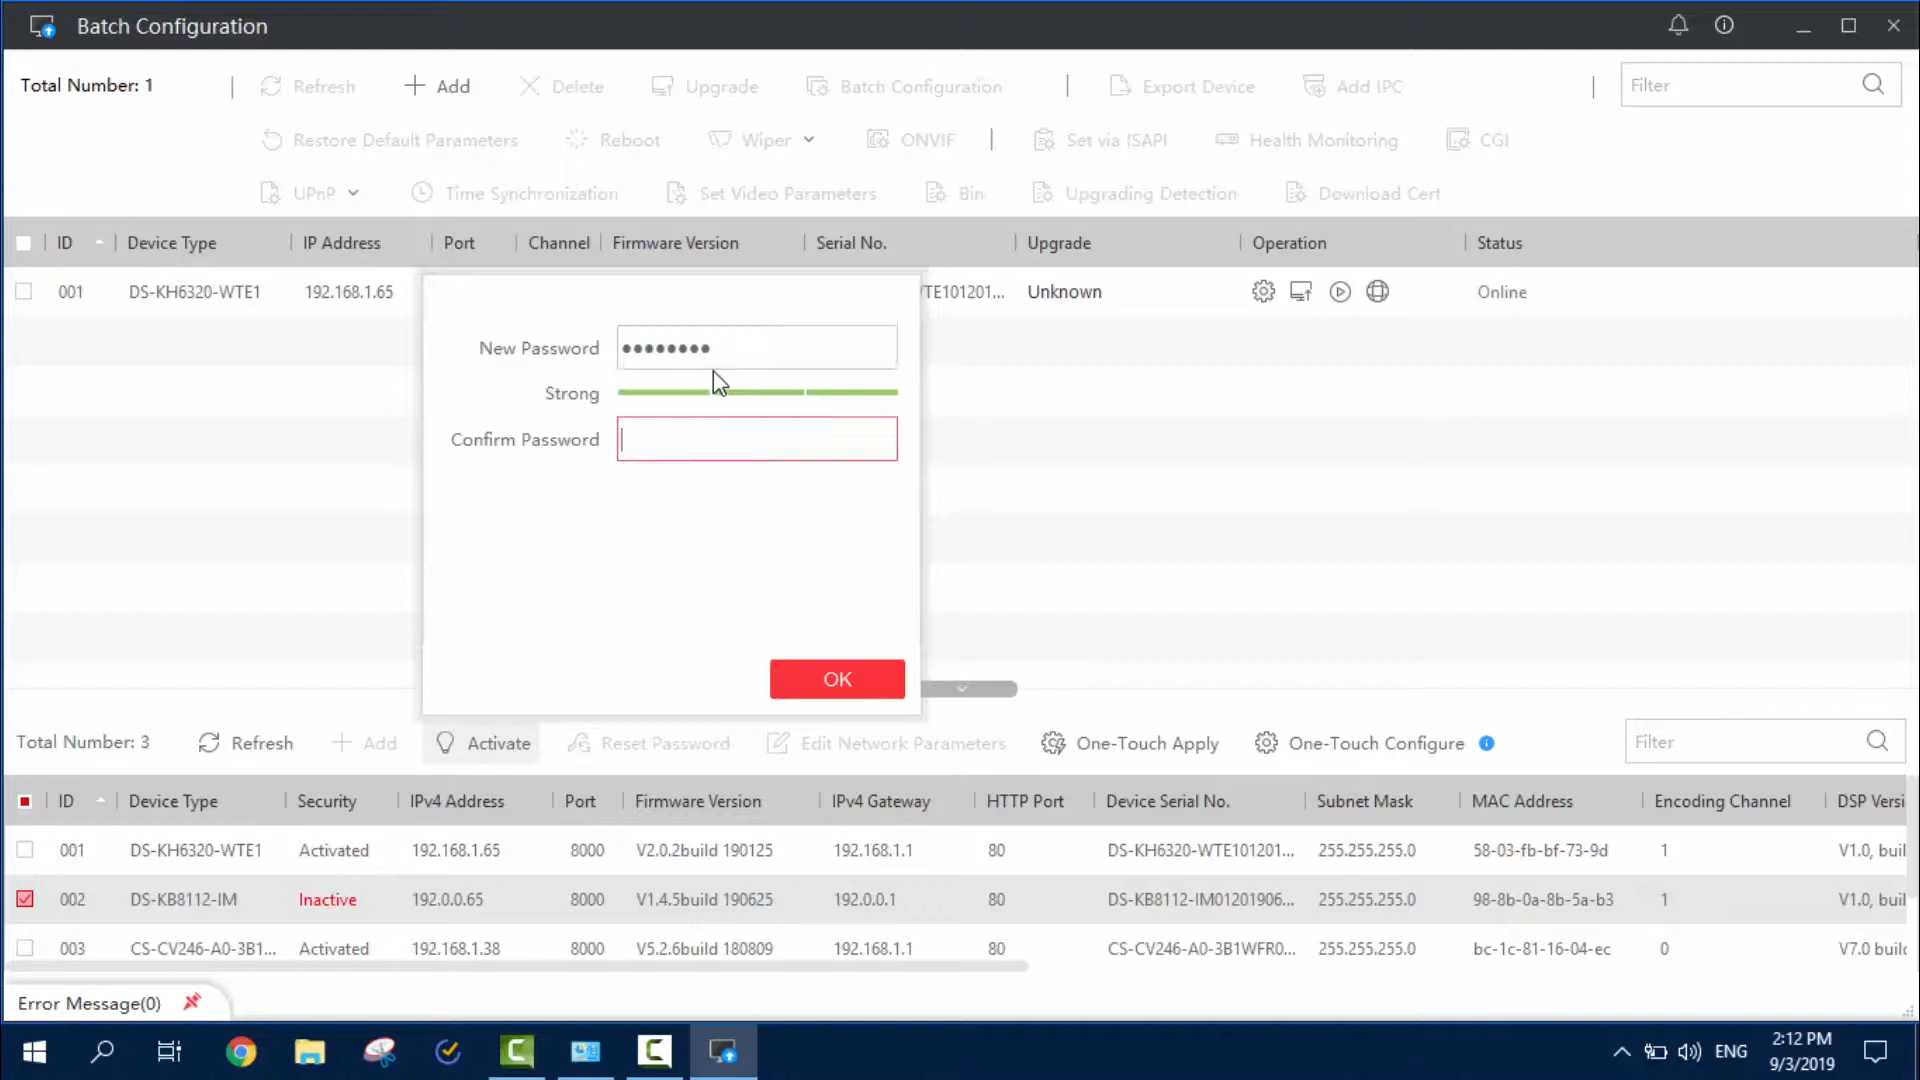 Batch Configuration
Total Number: 1
Refresh
Add
Delete
Upgrade
Batch Configuration
Export Device
Add IPC
Filter
Restore Default Parameters
Reboot
Wiper
ONVIF
Set via ISAPI
Health Monitoring
CGI
UPnP
Time Synchronization
Set Video Parameters
Bin
Upgrading Detection
Download Cert
ID Device Type IP Address Port Channel Firmware Version Serial No. Upgrade Operation Status
001 DS-KH6320-WTE1 192.168.1.65 /TE101201... Unknown Online
New Password ●●●●●●●●
Strong
Confirm Password
OK
Total Number: 3
Refresh
Add
Activate
Reset Password
Edit Network Parameters
One-Touch Apply
One-Touch Configure
Filter
ID Device Type Security IPv4 Address Port Firmware Version IPv4 Gateway HTTP Port Device Serial No. Subnet Mask MAC Address Encoding Channel DSP Versi
001 DS-KH6320-WTE1 Activated 192.168.1.65 8000 V2.0.2build 190125 192.168.1.1 80 DS-KH6320-WTE101201... 255.255.255.0 58-03-fb-bf-73-9d 1 V1.0, buil
002 DS-KB8112-IM Inactive 192.0.0.65 8000 V1.4.5build 190625 192.0.0.1 80 DS-KB8112-IM01201906... 255.255.255.0 98-8b-0a-8b-5a-b3 1 V1.0, buil
003 CS-CV246-A0-3B1... Activated 192.168.1.38 8000 V5.2.6build 180809 192.168.1.1 80 CS-CV246-A0-3B1WFR0... 255.255.255.0 bc-1c-81-16-04-ec 0 V7.0 build
Error Message(0)
ENG
2:12 PM
9/3/2019